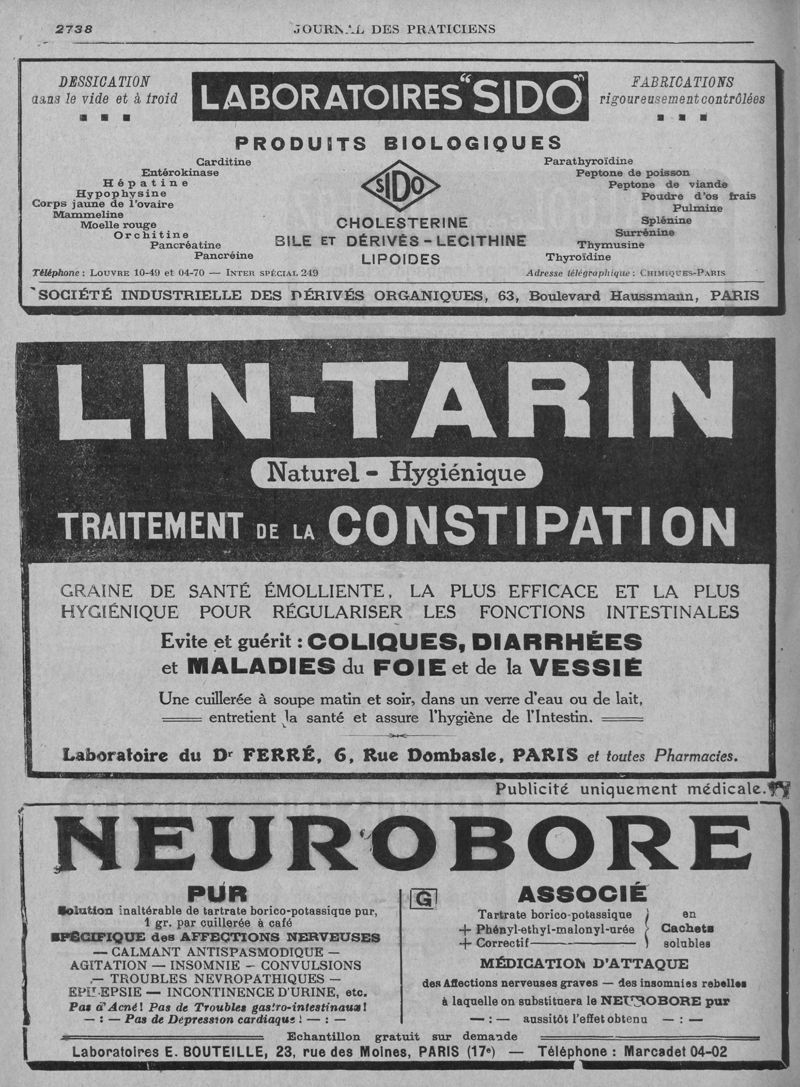 2738 JOURNAL DES PRATICIENS
DESSICATION
dans le vide et à froid
LABORATOIRES "SIDO"
FABRICATIONS
rigoureusement contrôlées
PRODUITS BIOLOGIQUES
Carditine
Entérokinase
Hépatine
Hypophysine
Corps jaune de l'ovaire
Mammeline
Moelle rouge
Orchitine
Pancréatine
Pancréine
SIDO
CHOLESTERINE
BILE ET DÉRIVÉS - LECITHINE
LIPOIDES
Parathyroïdine
Peptone de poisson
Peptone de viande
Poudre d'os frais
Pulmine
Splénine
Surrénine
Thymusine
Thyroïdine
Téléphone : LOUVRE 10-49 et 04-70 — INTER SPÉCIAL 249
Adresse télégraphique : CHIMIQUES-PARIS
SOCIÉTÉ INDUSTRIELLE DES DÉRIVÉS ORGANIQUES, 63, Boulevard Haussmann, PARIS
LIN-TARIN
Naturel - Hygiénique
TRAITEMENT DE LA CONSTIPATION
GRAINE DE SANTÉ ÉMOLLIENTE, LA PLUS EFFICACE ET LA PLUS
HYGIÉNIQUE POUR RÉGULARISER LES FONCTIONS INTESTINALES
Evite et guérit : COLIQUES, DIARRHÉES
et MALADIES du FOIE et de la VESSIE
Une cuillerée à soupe matin et soir, dans un verre d'eau ou de lait,
entretient la santé et assure l'hygiène de l'Intestin.
Laboratoire du Dr FERRÉ, 6, Rue Dombasle, PARIS et toutes Pharmacies.
Publicité uniquement médicale.
NEUROBORE
PUR
Solution inaltérable de tartrate borico-potassique pur,
1 gr. par cuillerée à café
SPÉCIFIQUE des AFFECTIONS NERVEUSES
— CALMANT ANTISPASMODIQUE —
AGITATION — INSOMNIE — CONVULSIONS
— TROUBLES NEVROPATHIQUES —
EPILEPSIE — INCONTINENCE D'URINE, etc.
Pas d'Acné! Pas de Troubles gastro-intestinaux!
— : — Pas de Depression cardiaque! — : —
G
ASSOCIÉ
Tartrate borico-potassique
+ Phényl-ethyl-malonyl-urée
+ Correctif
en
Cachets
solubles
MÉDICATION D'ATTAQUE
des Affections nerveuses graves — des insomnies rebelles
à laquelle on substituera le NEUROBORE pur
— : — aussitôt l'effet obtenu — : —
Echantillon gratuit sur demande
Laboratoires E. BOUTEILLE, 23, rue des Moines, PARIS (17e) — Téléphone : Marcadet 04-02